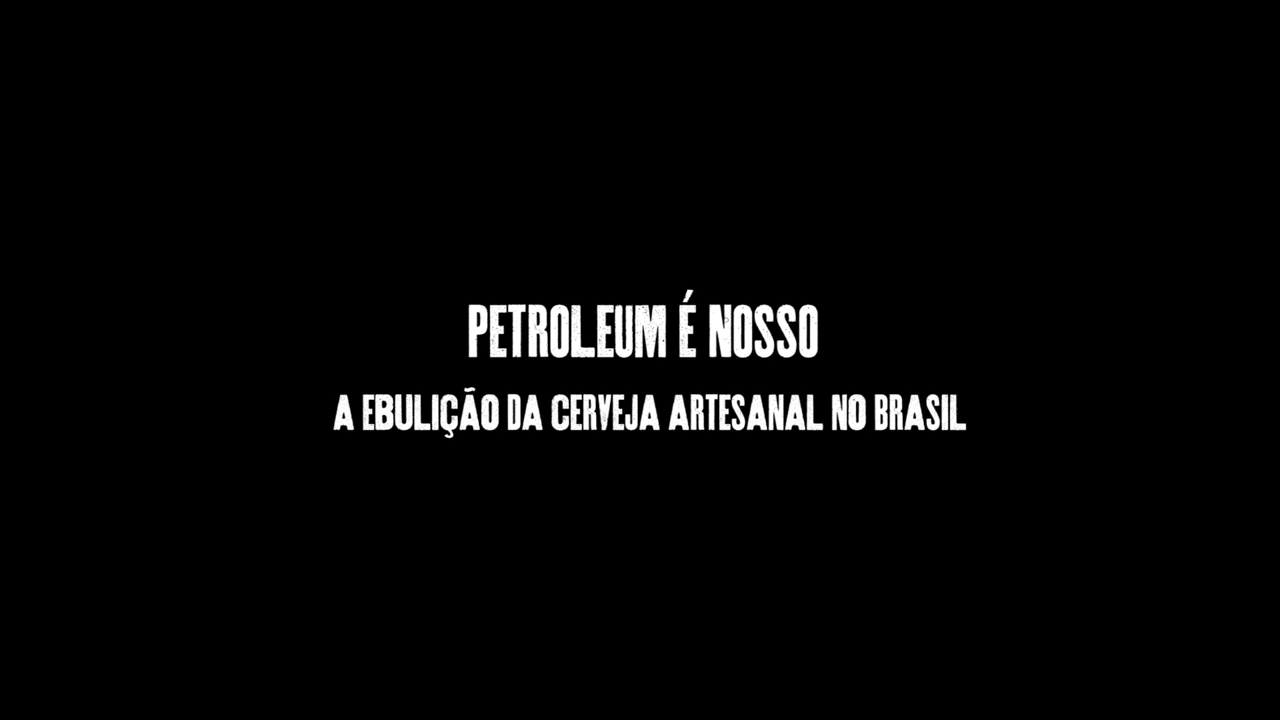 PETROLEUM É NOSSO
A EBULIÇÃO DA CERVEJA ARTESANAL NO BRASIL